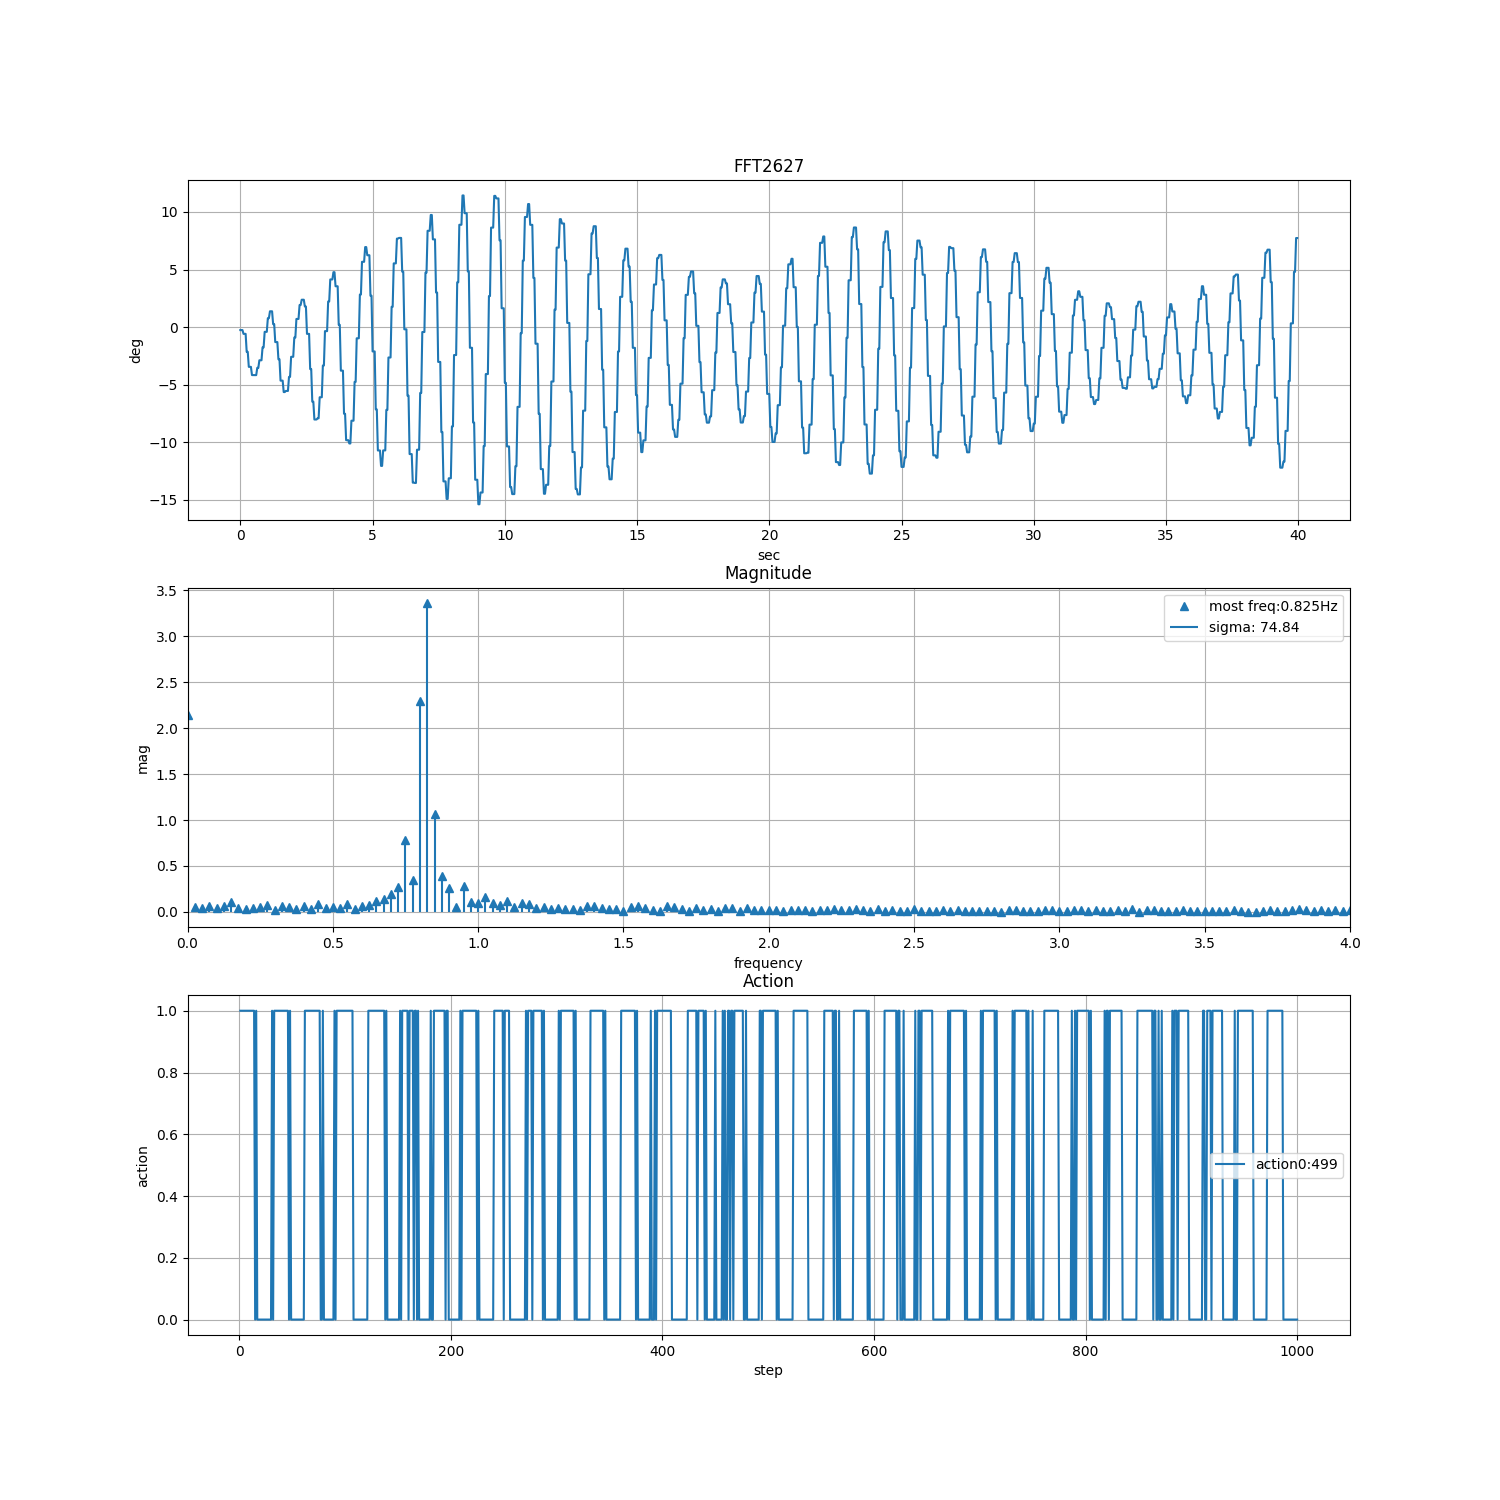 FFT2627
10
5
0
−5
−10
−15
deg
0 5 10 15 20 25 30 35 40
sec
Magnitude
3.5
3.0
2.5
2.0
1.5
1.0
0.5
0.0
mag
most freq:0.825Hz
sigma: 74.84
0.0 0.5 1.0 1.5 2.0 2.5 3.0 3.5 4.0
frequency
Action
1.0
0.8
0.6
0.4
0.2
0.0
action
action0:499
0 200 400 600 800 1000
step